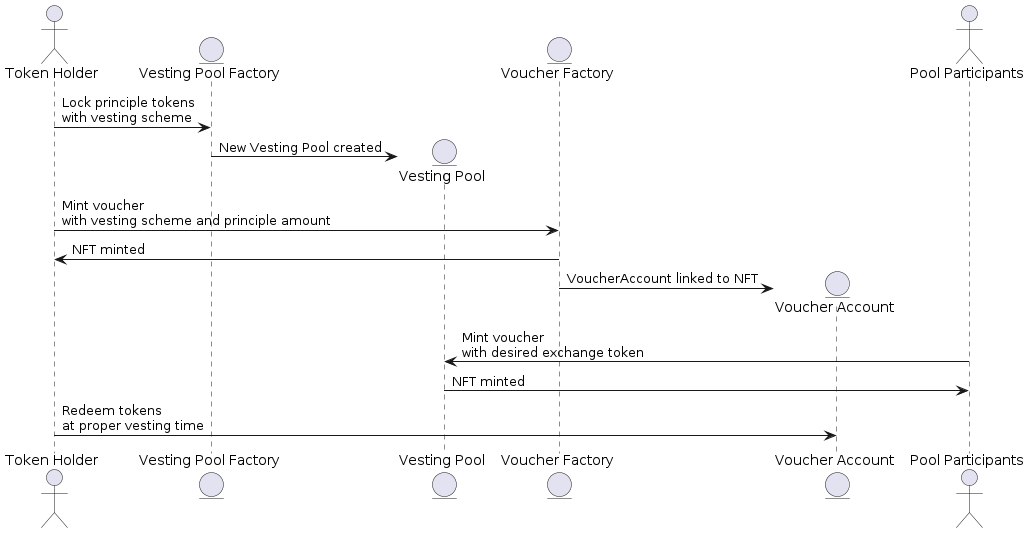 Token Holder
Vesting Pool Factory
Voucher Factory
Pool Participants
Lock principle tokens
with vesting scheme
New Vesting Pool created
Vesting Pool
Mint voucher
with vesting scheme and principle amount
NFT minted
VoucherAccount linked to NFT
Voucher Account
Mint voucher
with desired exchange token
NFT minted
Redeem tokens
at proper vesting time
Token Holder
Vesting Pool Factory
Vesting Pool
Voucher Factory
Voucher Account
Pool Participants